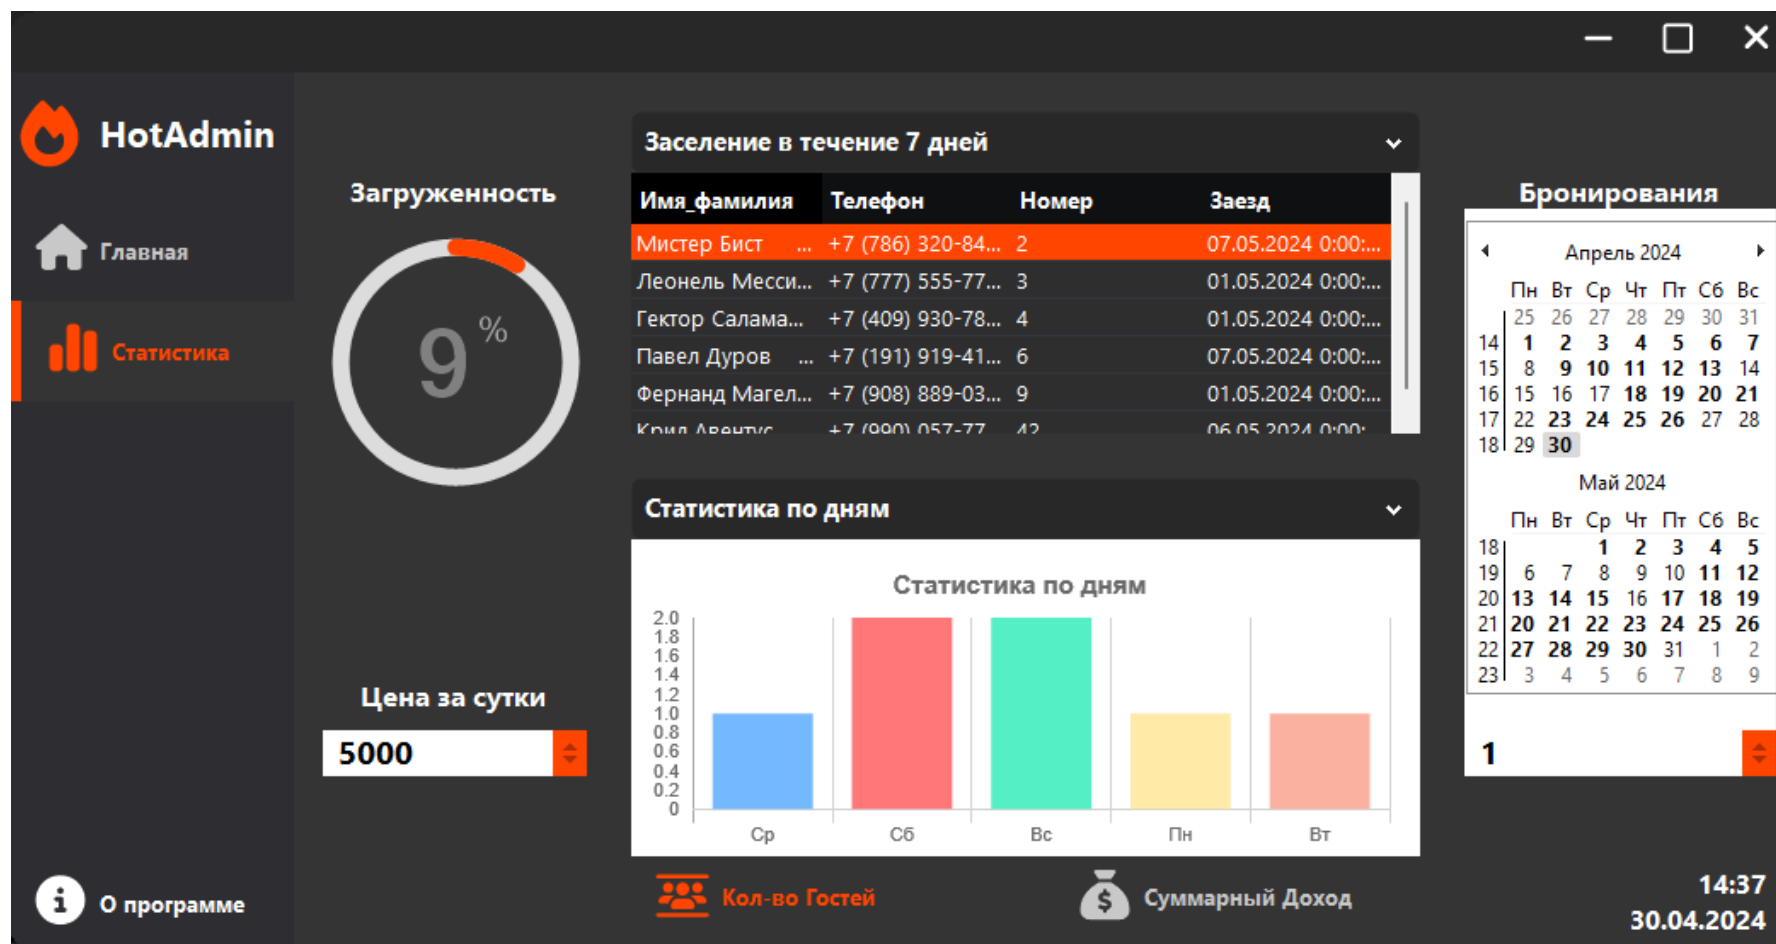 HotAdmin
Главная
Статистика
О программе
Загруженность
9 %
Цена за сутки
5000
Заселение в течение 7 дней
Имя_фамилия Телефон Номер Заезд
Мистер Бист ... +7 (786) 320-84... 2 07.05.2024 0:00:...
Леонель Месси... +7 (777) 555-77... 3 01.05.2024 0:00:...
Гектор Салама... +7 (409) 930-78... 4 01.05.2024 0:00:...
Павел Дуров ... +7 (191) 919-41... 6 07.05.2024 0:00:...
Фернанд Магел... +7 (908) 889-03... 9 01.05.2024 0:00:...
Крид Авентус +7 (990) 057-77 42 06.05.2024 0:00:
Статистика по дням
Статистика по дням
2.0
1.8
1.6
1.4
1.2
1.0
0.8
0.6
0.4
0.2
0
Ср Сб Вс Пн Вт
Кол-во Гостей Суммарный Доход
Бронирования
Апрель 2024
Пн Вт Ср Чт Пт Сб Вс
25 26 27 28 29 30 31
14 1 2 3 4 5 6 7
15 8 9 10 11 12 13 14
16 15 16 17 18 19 20 21
17 22 23 24 25 26 27 28
18 29 30
Май 2024
Пн Вт Ср Чт Пт Сб Вс
18 1 2 3 4 5
19 6 7 8 9 10 11 12
20 13 14 15 16 17 18 19
21 20 21 22 23 24 25 26
22 27 28 29 30 31 1 2
23 3 4 5 6 7 8 9
1
14:37
30.04.2024